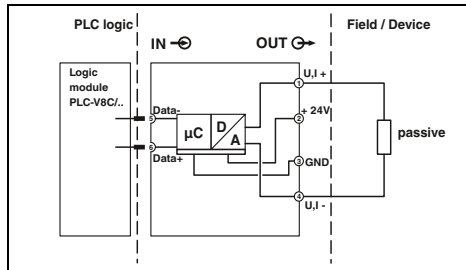 PLC logic
IN
OUT
Field / Device
Logic
module
PLC-V8C/..
U,I +
1
+ 24V
2
Data-
5
µC
D
A
passive
6
Data+
3
GND
4
U,I -